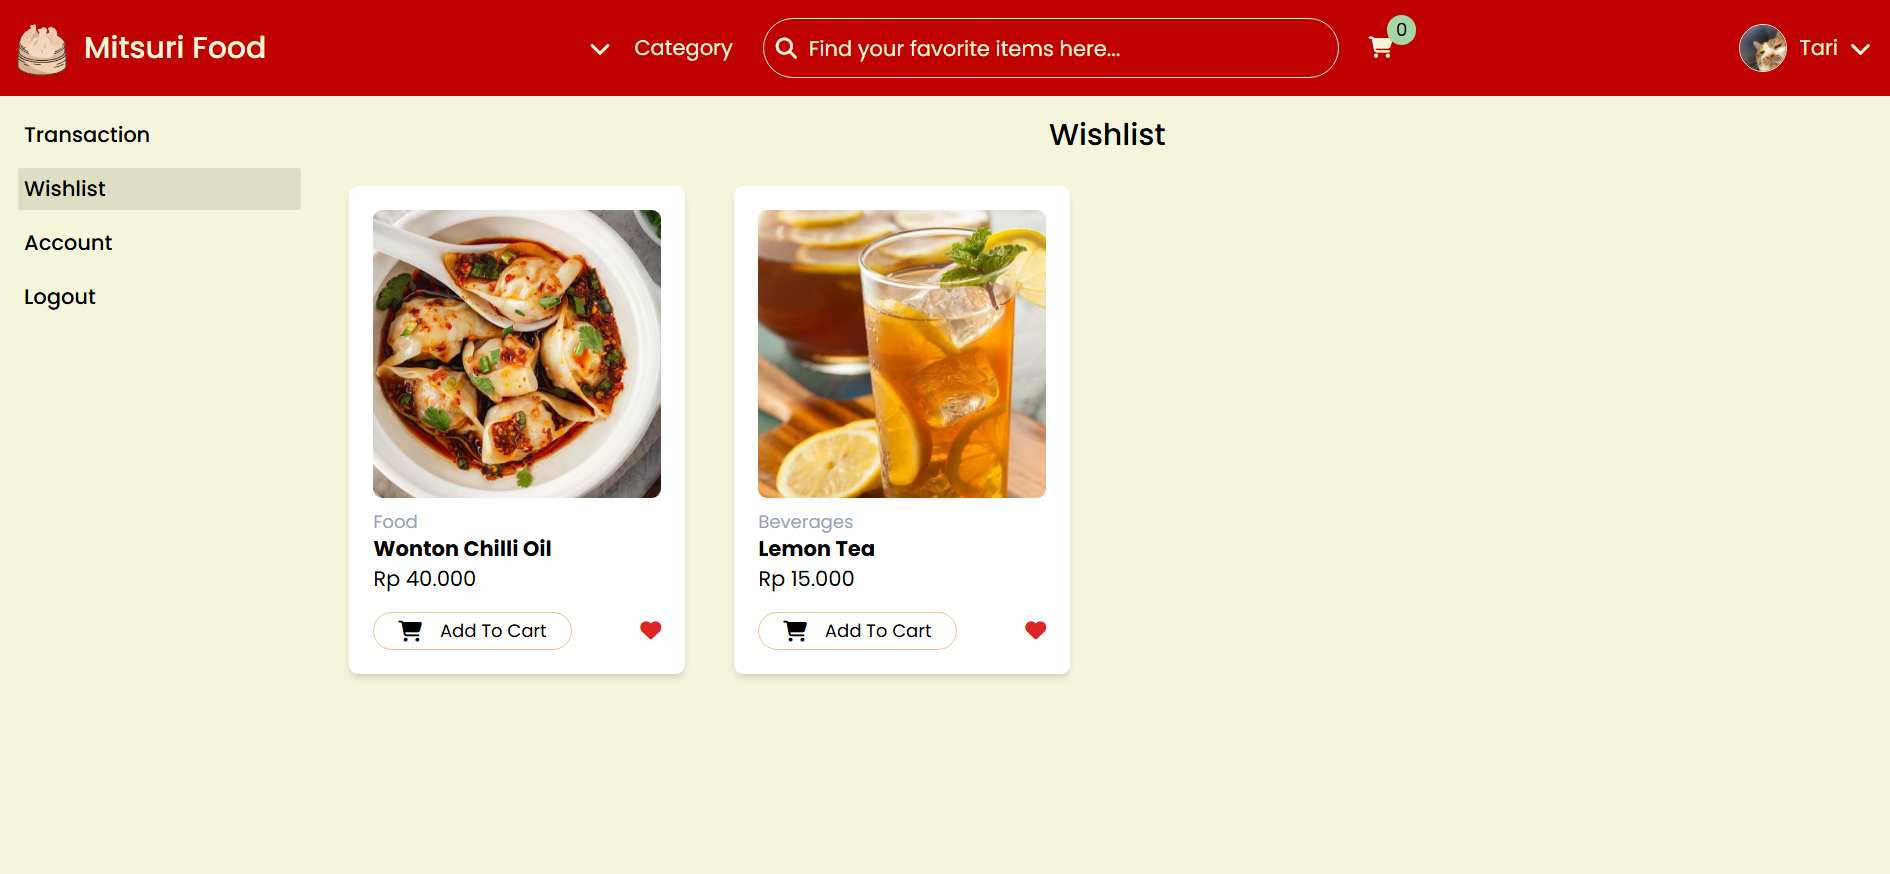 Mitsuri Food
Category
Find your favorite items here...
0
Tari
Transaction
Wishlist
Account
Logout
Wishlist
Food
Wonton Chilli Oil
Rp 40.000
Add To Cart
Beverages
Lemon Tea
Rp 15.000
Add To Cart